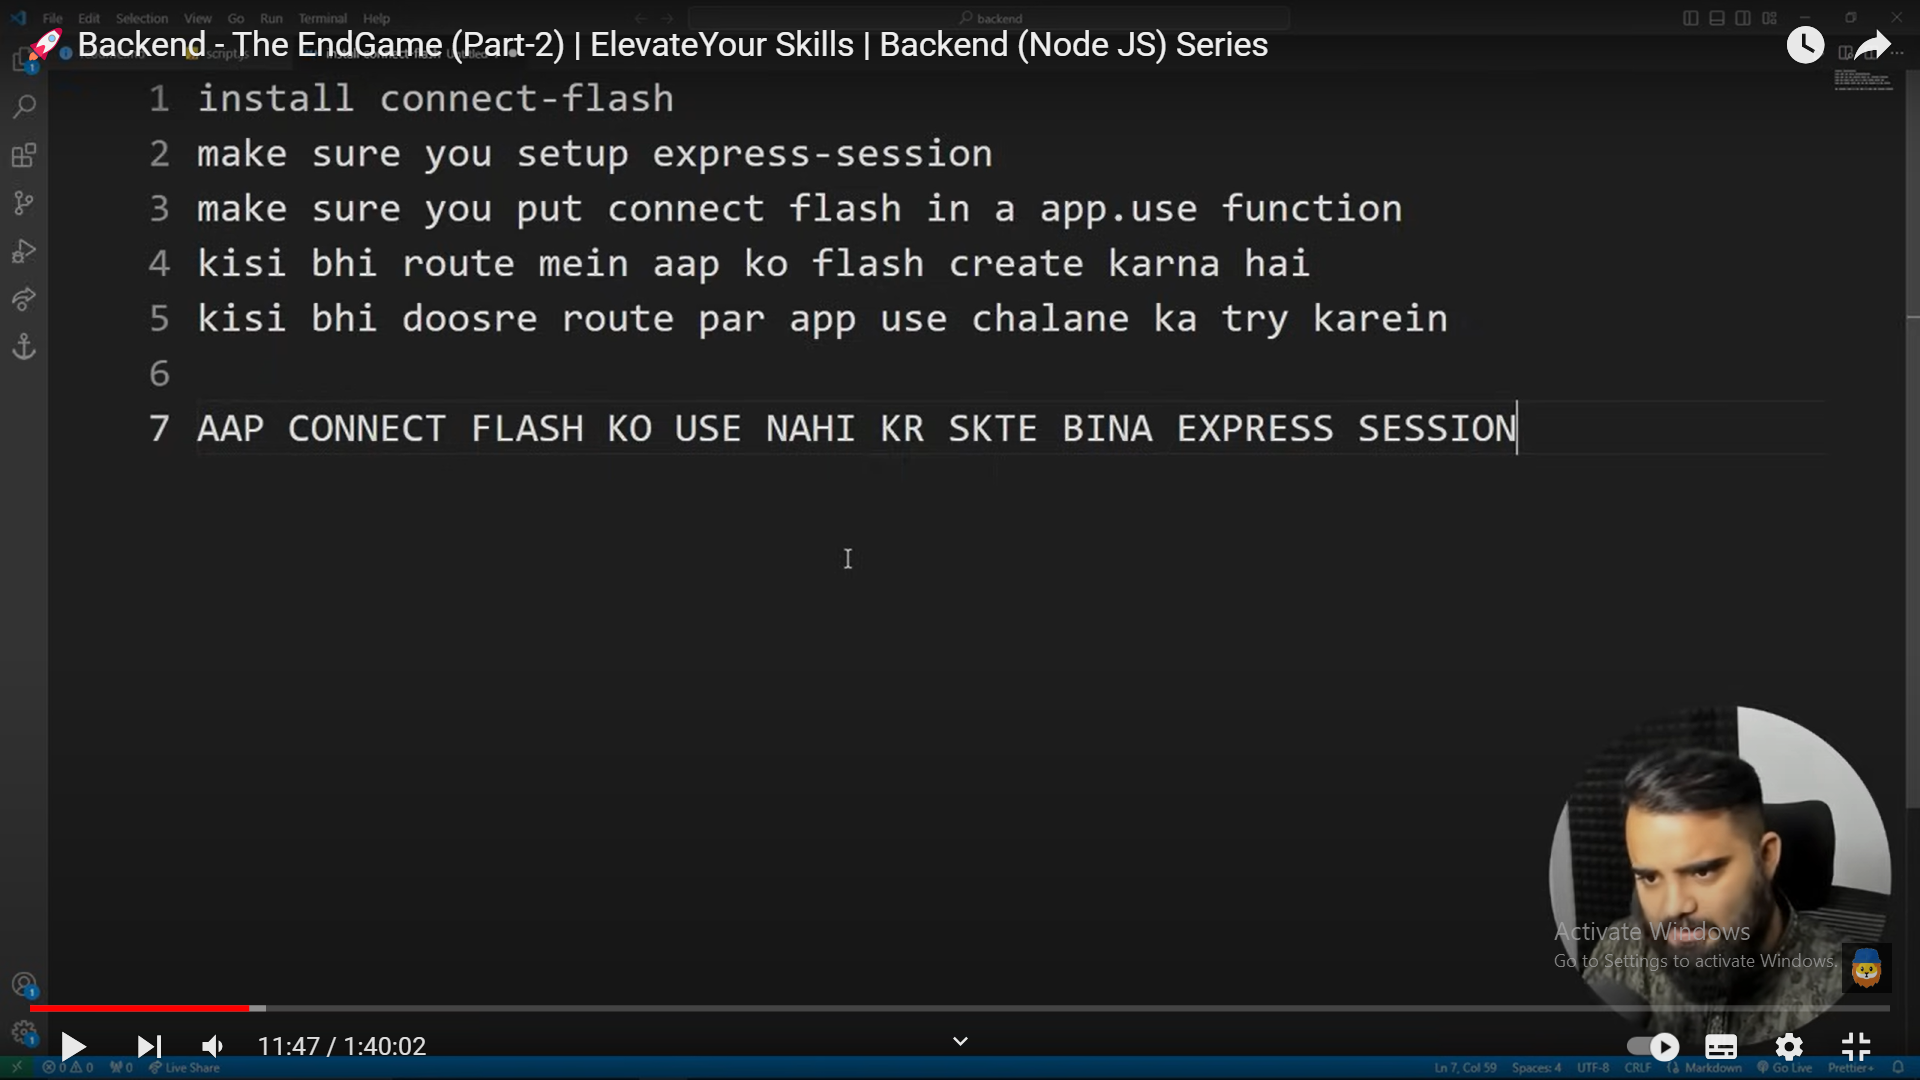 File Edit Selection View Go Run Terminal Help
backend
🚀 Backend - The EndGame (Part-2) | ElevateYour Skills | Backend (Node JS) Series
1 install connect-flash
2 make sure you setup express-session
3 make sure you put connect flash in a app.use function
4 kisi bhi route mein aap ko flash create karna hai
5 kisi bhi doosre route par app use chalane ka try karein
6
7 AAP CONNECT FLASH KO USE NAHI KR SKTE BINA EXPRESS SESSION
Activate Windows
Go to Settings to activate Windows.
11:47 / 1:40:02
0 0 0 Live Share Ln 7, Col 59 Spaces: 4 UTF-8 CRLF Markdown Go Live Prettier